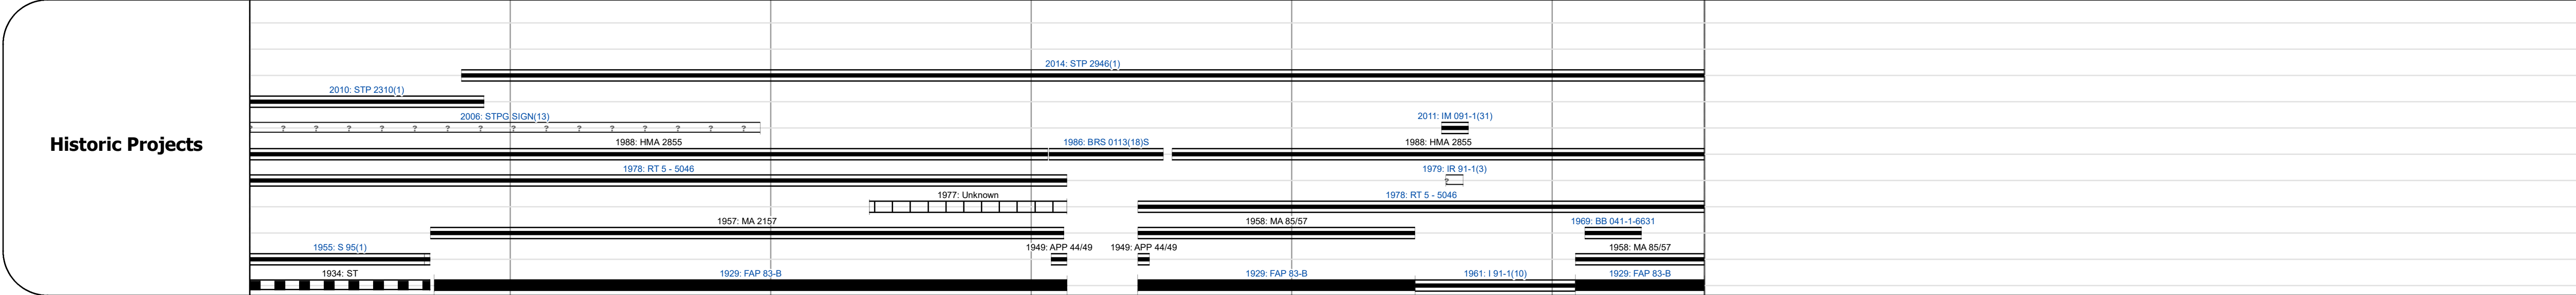 2014: STP 2946(1)
2010: STP 2310(1)
2006: STPG SIGN(13)
2011: IM 091-1(31)
1988: HMA 2855
1986: BRS 0113(18)S
1988: HMA 2855
Historic Projects
1978: RT 5 - 5046
1979: IR 91-1(3)
1977: Unknown
1978: RT 5 - 5046
1957: MA 2157
1958: MA 85/57
1969: BB 041-1-6631
1955: S 95(1)
1949: APP 44/49
1949: APP 44/49
1958: MA 85/57
1934: ST
1929: FAP 83-B
1929: FAP 83-B
1961: I 91-1(10)
1929: FAP 83-B